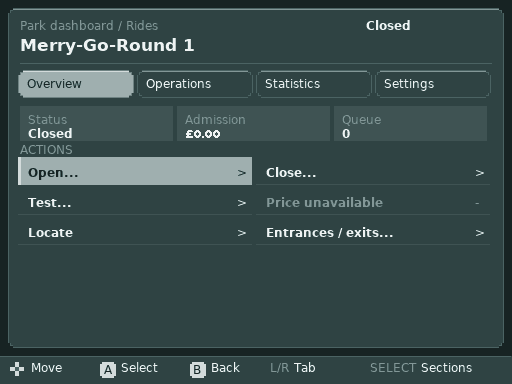 Park dashboard / Rides
Closed
Merry-Go-Round 1
Overview Operations Statistics Settings
Status Admission Queue
Closed £0.00 0
ACTIONS
Open... > Close... >
Test... > Price unavailable -
Locate > Entrances / exits... >
Move A Select B Back L/R Tab SELECT Sections